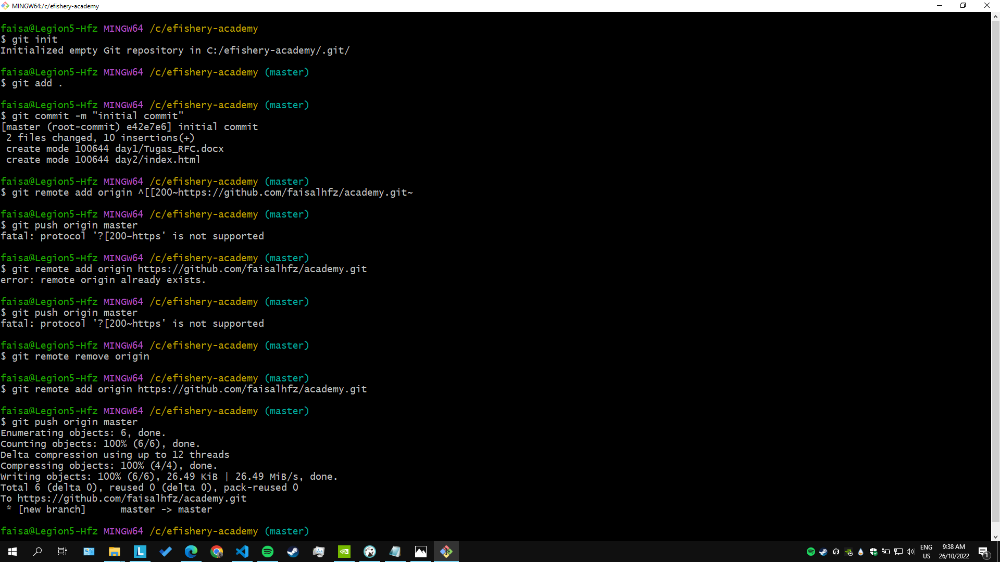 MINGW64:/c/efishery-academy
faisa@Legion5-Hfz MINGW64 /c/efishery-academy
$ git init
Initialized empty Git repository in C:/efishery-academy/.git/
faisa@Legion5-Hfz MINGW64 /c/efishery-academy (master)
$ git add .
faisa@Legion5-Hfz MINGW64 /c/efishery-academy (master)
$ git commit -m "initial commit"
[master (root-commit) e42e7e6] initial commit
 2 files changed, 10 insertions(+)
 create mode 100644 day1/Tugas_RFC.docx
 create mode 100644 day2/index.html
faisa@Legion5-Hfz MINGW64 /c/efishery-academy (master)
$ git remote add origin ^[[200~https://github.com/faisalhfz/academy.git~
faisa@Legion5-Hfz MINGW64 /c/efishery-academy (master)
$ git push origin master
fatal: protocol '?[200~https' is not supported
faisa@Legion5-Hfz MINGW64 /c/efishery-academy (master)
$ git remote add origin https://github.com/faisalhfz/academy.git
error: remote origin already exists.
faisa@Legion5-Hfz MINGW64 /c/efishery-academy (master)
$ git push origin master
fatal: protocol '?[200~https' is not supported
faisa@Legion5-Hfz MINGW64 /c/efishery-academy (master)
$ git remote remove origin
faisa@Legion5-Hfz MINGW64 /c/efishery-academy (master)
$ git remote add origin https://github.com/faisalhfz/academy.git
faisa@Legion5-Hfz MINGW64 /c/efishery-academy (master)
$ git push origin master
Enumerating objects: 6, done.
Counting objects: 100% (6/6), done.
Delta compression using up to 12 threads
Compressing objects: 100% (4/4), done.
Writing objects: 100% (6/6), 26.49 KiB | 26.49 MiB/s, done.
Total 6 (delta 0), reused 0 (delta 0), pack-reused 0
To https://github.com/faisalhfz/academy.git
 * [new branch]      master -> master
faisa@Legion5-Hfz MINGW64 /c/efishery-academy (master)
L
ENG
US
9:38 AM
26/10/2022
1